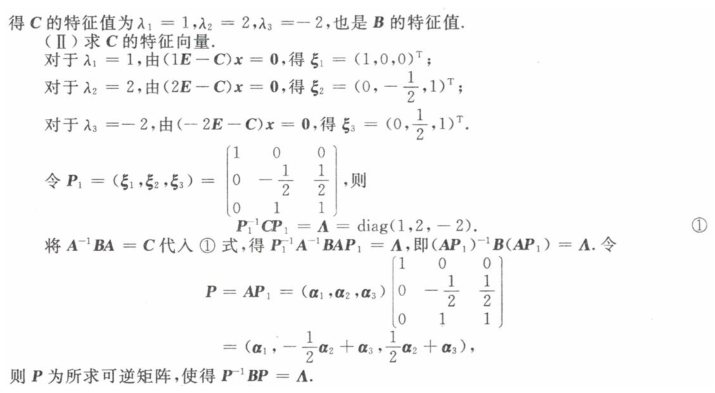 得 C 的特征值为 λ₁ = 1,λ₂ = 2,λ₃ = −2,也是 B 的特征值.
(Ⅱ) 求 C 的特征向量.
对于 λ₁ = 1,由(1E − C)x = 0,得 ξ₁ = (1,0,0)ᵀ;
对于 λ₂ = 2,由(2E − C)x = 0,得 ξ₂ = (0, − 1/2 ,1)ᵀ;
对于 λ₃ = −2,由(− 2E − C)x = 0,得 ξ₃ = (0, 1/2 ,1)ᵀ.
1 0 0
令 P₁ = (ξ₁,ξ₂,ξ₃) = 0 − 1/2 1/2 ,则
0 1 1
P₁⁻¹CP₁ = Λ = diag(1,2, − 2). ①
将 A⁻¹BA = C 代入 ① 式,得 P₁⁻¹A⁻¹BAP₁ = Λ,即(AP₁)⁻¹B(AP₁) = Λ. 令
1 0 0
P = AP₁ = (α₁,α₂,α₃) 0 − 1/2 1/2
0 1 1
= (α₁, − 1/2 α₂ + α₃, 1/2 α₂ + α₃),
则 P 为所求可逆矩阵,使得 P⁻¹BP = Λ.